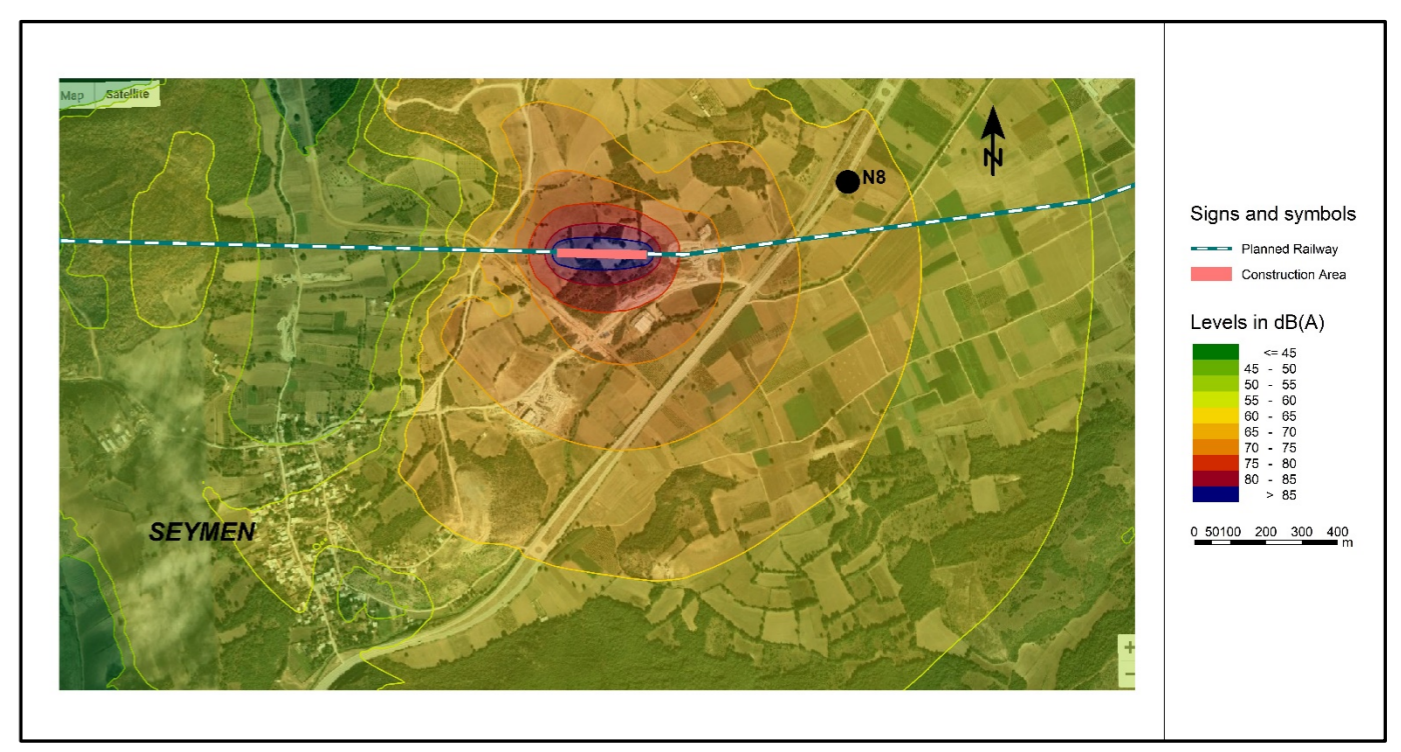 Map Satellite
N
N8
SEYMEN
+
−
Signs and symbols
Planned Railway
Construction Area
Levels in dB(A)
<= 45
45 - 50
50 - 55
55 - 60
60 - 65
65 - 70
70 - 75
75 - 80
80 - 85
> 85
0 50100 200 300 400
m